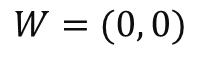 W = (0, 0)